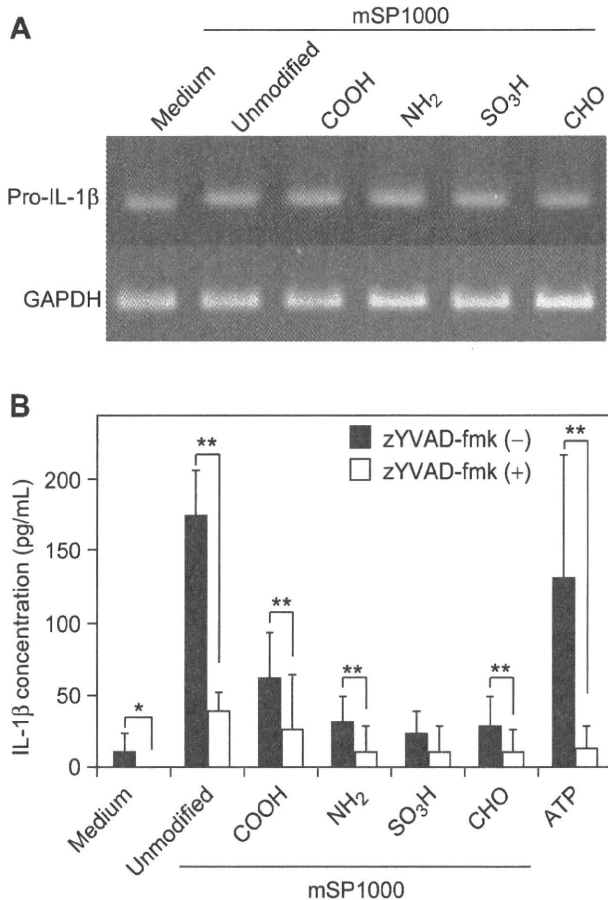 A
mSP1000
Medium
Unmodified
COOH
NH₂
SO₃H
CHO
Pro-IL-1β
GAPDH
B
zYVAD-fmk (−)
zYVAD-fmk (+)
IL-1β concentration (pg/mL)
200
150
100
50
0
*
**
**
**
**
**
Medium
Unmodified
COOH
NH₂
SO₃H
CHO
ATP
mSP1000